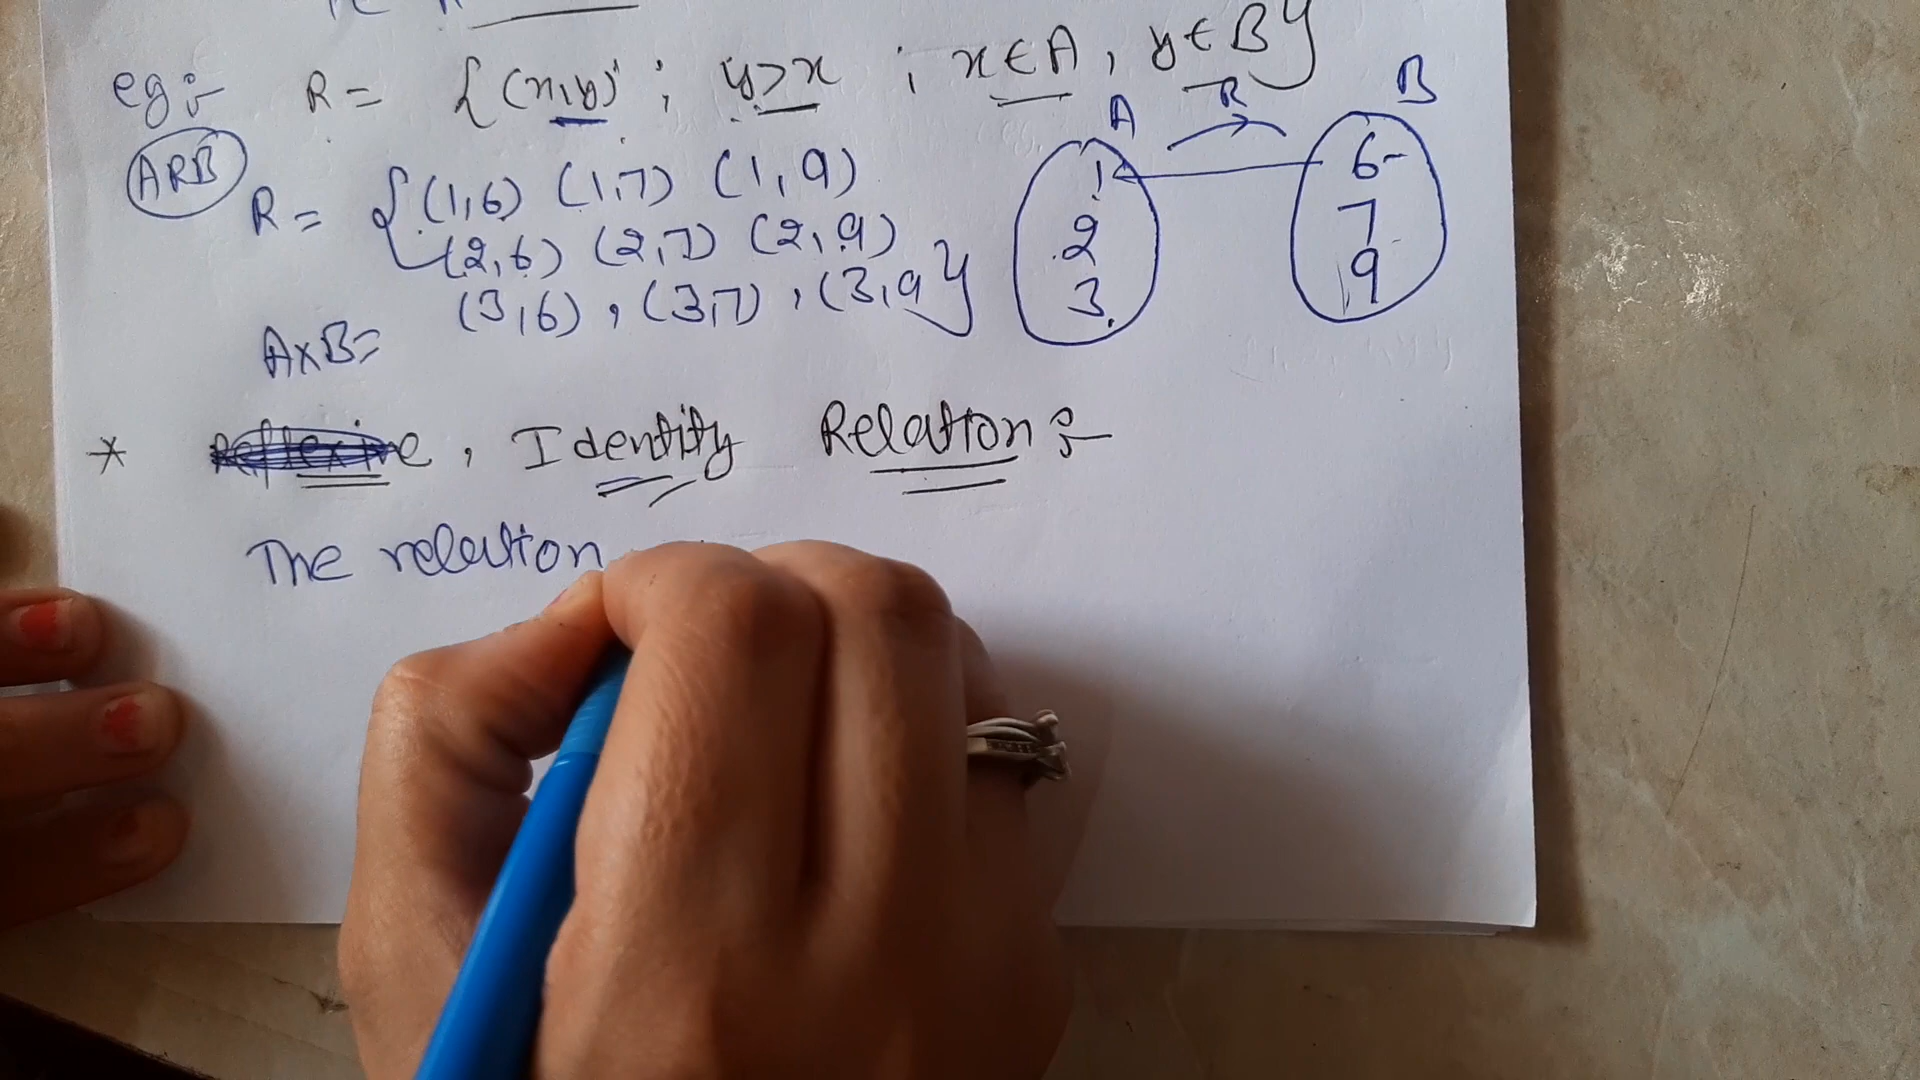 eg:- R = {(x,y) ; y>x ; x∈A, y∈B}
ARB
R = {(1,6) (1,7) (1,9)
(2,6) (2,7) (2,9)
(3,6), (3,7), (3,9}
A×B=
A R B
1 6
2 7
3 9
* Reflexive, Identity Relation:-
The relation